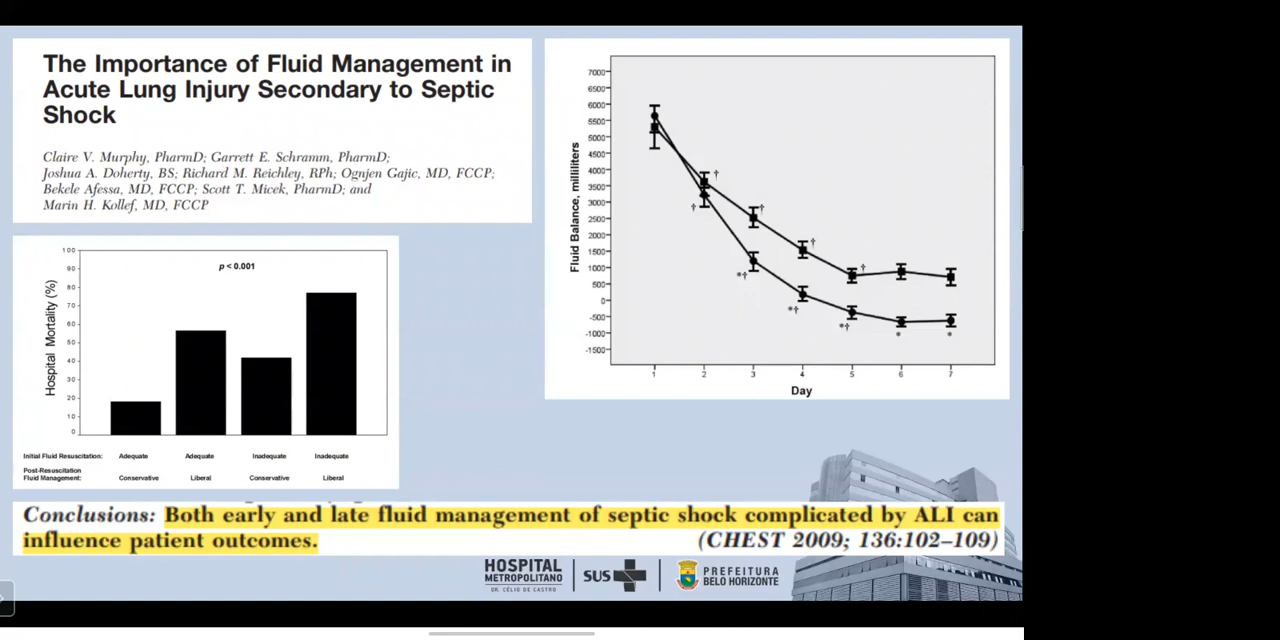 The Importance of Fluid Management in
Acute Lung Injury Secondary to Septic
Shock
Claire V. Murphy, PharmD; Garrett E. Schramm, PharmD;
Joshua A. Doherty, BS; Richard M. Reichley, RPh; Ognjen Gajic, MD, FCCP;
Bekele Afessa, MD, FCCP; Scott T. Micek, PharmD; and
Marin H. Kollef, MD, FCCP
Hospital Mortality (%)
100
90
80
70
60
50
40
30
20
10
0
p < 0.001
Initial Fluid Resuscitation: Adequate Adequate Inadequate Inadequate
Post-Resuscitation
Fluid Management: Conservative Liberal Conservative Liberal
Fluid Balance, milliliters
7000
6500
6000
5500
5000
4500
4000
3500
3000
2500
2000
1500
1000
500
0
-500
-1000
-1500
†
†
†
*†
†
*†
†
*†
*
*
1 2 3 4 5 6 7
Day
Conclusions: Both early and late fluid management of septic shock complicated by ALI can
influence patient outcomes. (CHEST 2009; 136:102–109)
HOSPITAL
METROPOLITANO
DR. CÉLIO DE CASTRO
SUS
PREFEITURA
BELO HORIZONTE